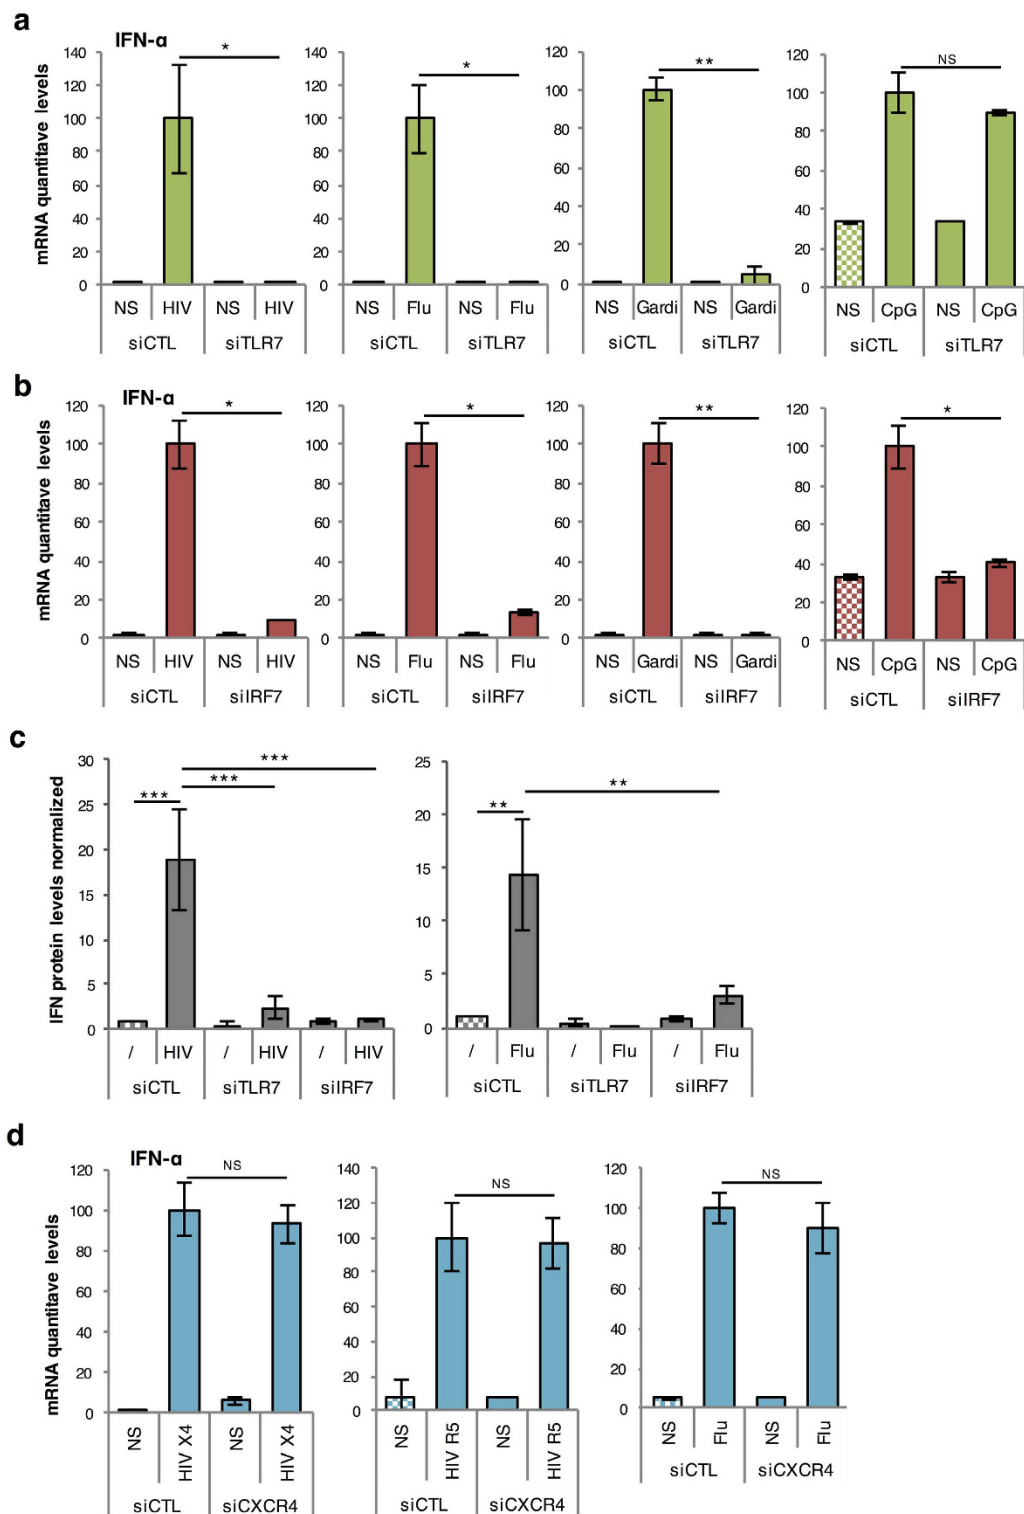 a
IFN-α
mRNA quantitave levels
140
120
100
80
60
40
20
0
*
NS HIV NS HIV
siCTL siTLR7
140
120
100
80
60
40
20
0
*
NS Flu NS Flu
siCTL siTLR7
120
100
80
60
40
20
0
**
NS Gardi NS Gardi
siCTL siTLR7
120
100
80
60
40
20
0
NS
NS CpG NS CpG
siCTL siTLR7
b
IFN-α
mRNA quantitave levels
120
100
80
60
40
20
0
*
NS HIV NS HIV
siCTL siIRF7
120
100
80
60
40
20
0
*
NS Flu NS Flu
siCTL siIRF7
120
100
80
60
40
20
0
**
NS Gardi NS Gardi
siCTL siIRF7
120
100
80
60
40
20
0
*
NS CpG NS CpG
siCTL siIRF7
c
IFN protein levels normalized
30
25
20
15
10
5
0
***
***
***
/ HIV / HIV / HIV
siCTL siTLR7 siIRF7
25
20
15
10
5
0
**
**
/ Flu / Flu / Flu
siCTL siTLR7 siIRF7
d
IFN-α
mRNA quantitave levels
120
100
80
60
40
20
0
NS
NS HIV X4 NS HIV X4
siCTL siCXCR4
140
120
100
80
60
40
20
0
NS
NS HIV R5 NS HIV R5
siCTL siCXCR4
120
100
80
60
40
20
0
NS
NS Flu NS Flu
siCTL siCXCR4